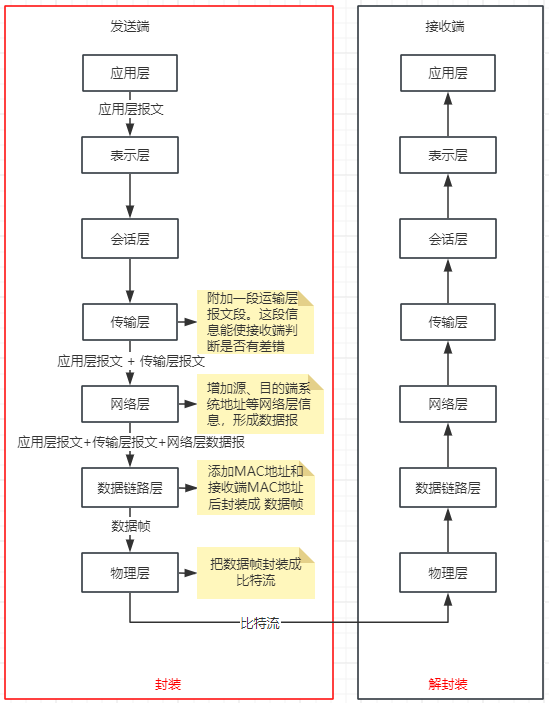 发送端
应用层
应用层报文
表示层
会话层
传输层
附加一段运输层
报文段。这段信
息能使接收端判
断是否有差错
应用层报文 + 传输层报文
网络层
增加源、目的端系
统地址等网络层信
息，形成数据报
应用层报文+传输层报文+网络层数据报
数据链路层
添加MAC地址和
接收端MAC地址
后封装成 数据帧
数据帧
物理层
把数据帧封装成
比特流
比特流
封装
接收端
应用层
表示层
会话层
传输层
网络层
数据链路层
物理层
解封装